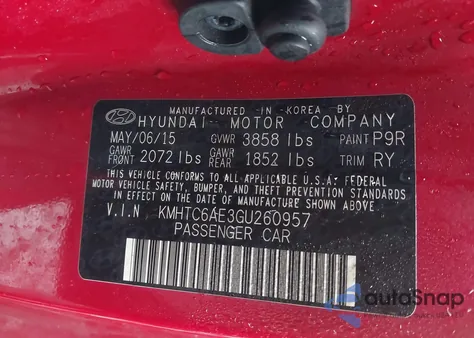 MANUFACTURED IN KOREA BY
HYUNDAI MOTOR COMPANY
MAY/06/15 GVWR 3858 lbs PAINT P9R
GAWR FRONT 2072 lbs GAWR REAR 1852 lbs TRIM RY
THIS VEHICLE CONFORMS TO ALL APPLICABLE U.S. FEDERAL
MOTOR VEHICLE SAFETY, BUMPER, AND THEFT PREVENTION STANDARDS
IN EFFECT ON THE DATE OF MANUFACTURE SHOWN ABOVE.
V.I.N KMHTC6AE3GU260957
PASSENGER CAR
autoSnap